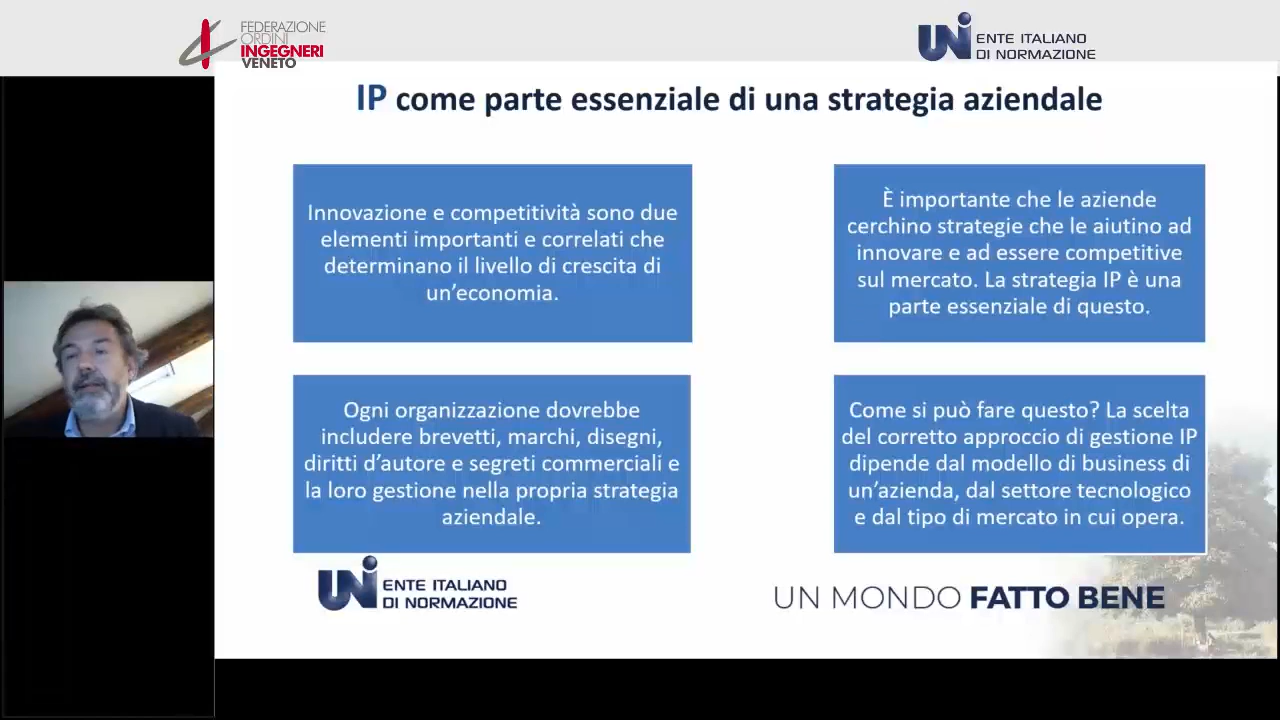 FEDERAZIONE
ORDINI
INGEGNERI
VENETO
UNI ENTE ITALIANO
DI NORMAZIONE
IP come parte essenziale di una strategia aziendale
Innovazione e competitività sono due
elementi importanti e correlati che
determinano il livello di crescita di
un’economia.
È importante che le aziende
cerchino strategie che le aiutino ad
innovare e ad essere competitive
sul mercato. La strategia IP è una
parte essenziale di questo.
Ogni organizzazione dovrebbe
includere brevetti, marchi, disegni,
diritti d’autore e segreti commerciali e
la loro gestione nella propria strategia
aziendale.
Come si può fare questo? La scelta
del corretto approccio di gestione IP
dipende dal modello di business di
un’azienda, dal settore tecnologico
e dal tipo di mercato in cui opera.
UNI ENTE ITALIANO
DI NORMAZIONE
UN MONDO FATTO BENE